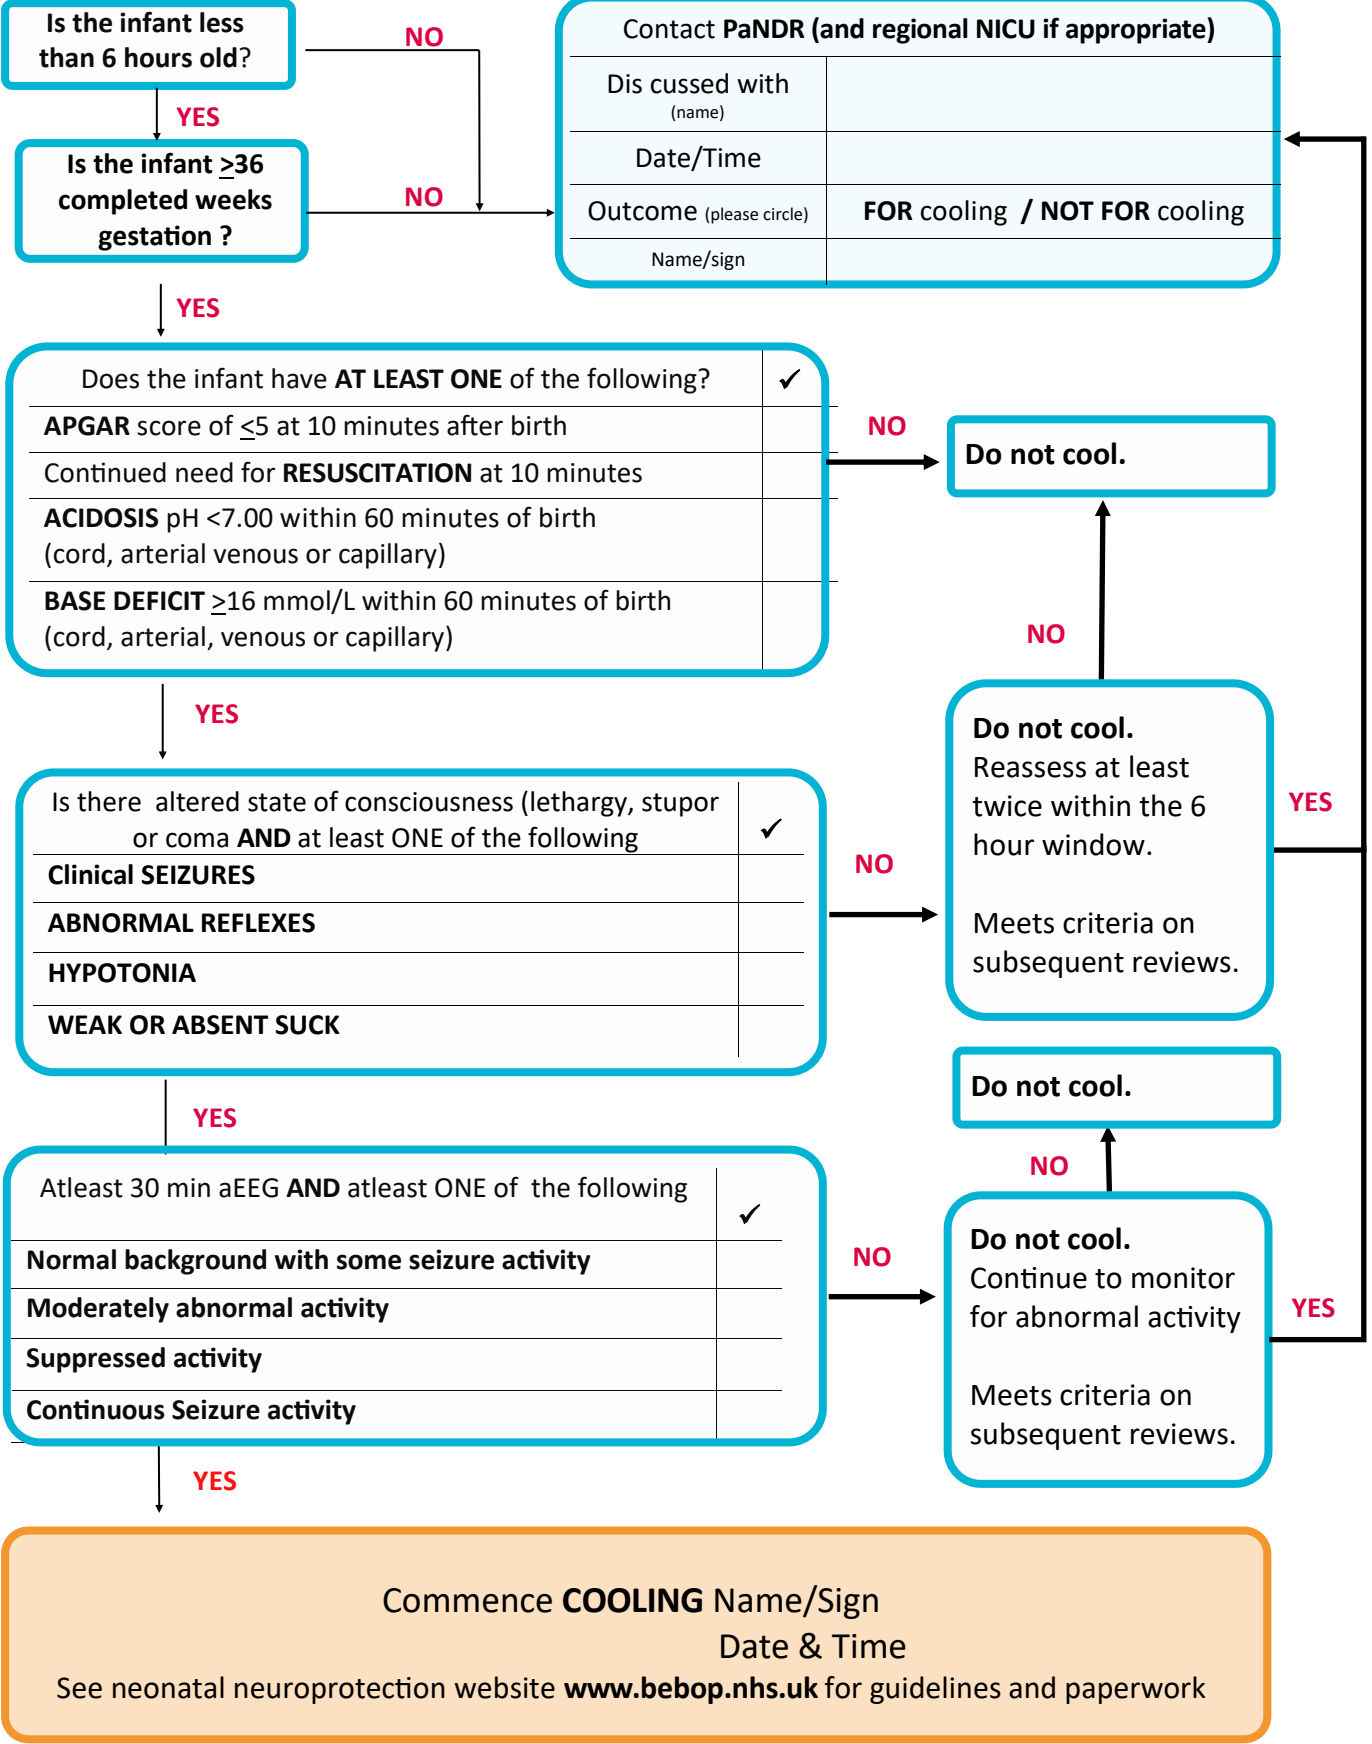 Is the infant less
than 6 hours old?
NO
YES
Contact PaNDR (and regional NICU if appropriate)
Dis cussed with
(name)
Date/Time
Outcome (please circle)
FOR cooling / NOT FOR cooling
Name/sign
Is the infant ≥36
completed weeks
gestation ?
NO
YES
Does the infant have AT LEAST ONE of the following? ✓
APGAR score of ≤5 at 10 minutes after birth
Continued need for RESUSCITATION at 10 minutes
ACIDOSIS pH <7.00 within 60 minutes of birth
(cord, arterial venous or capillary)
BASE DEFICIT ≥16 mmol/L within 60 minutes of birth
(cord, arterial, venous or capillary)
NO
Do not cool.
YES
Is there altered state of consciousness (lethargy, stupor
or coma AND at least ONE of the following ✓
Clinical SEIZURES
ABNORMAL REFLEXES
HYPOTONIA
WEAK OR ABSENT SUCK
NO
NO
Do not cool.
Reassess at least
twice within the 6
hour window.
Meets criteria on
subsequent reviews.
YES
YES
Atleast 30 min aEEG AND atleast ONE of the following
✓
Normal background with some seizure activity
Moderately abnormal activity
Suppressed activity
Continuous Seizure activity
NO
Do not cool.
NO
Do not cool.
Continue to monitor
for abnormal activity
Meets criteria on
subsequent reviews.
YES
YES
Commence COOLING Name/Sign
Date & Time
See neonatal neuroprotection website www.bebop.nhs.uk for guidelines and paperwork